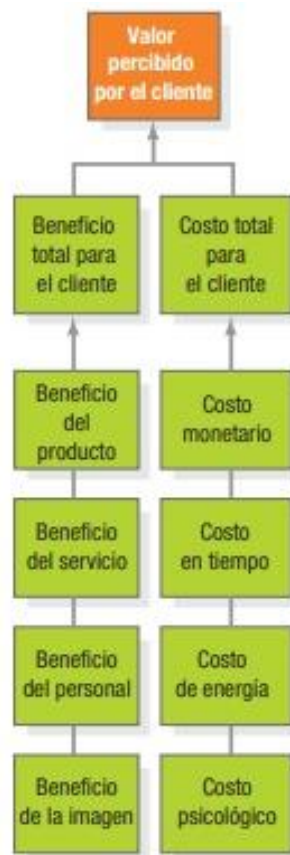 Valor
percibido
por el cliente
Beneficio
total para
el cliente
Costo total
para
el cliente
Beneficio
del
producto
Costo
monetario
Beneficio
del servicio
Costo
en tiempo
Beneficio
del personal
Costo
de energía
Beneficio
de la imagen
Costo
psicológico